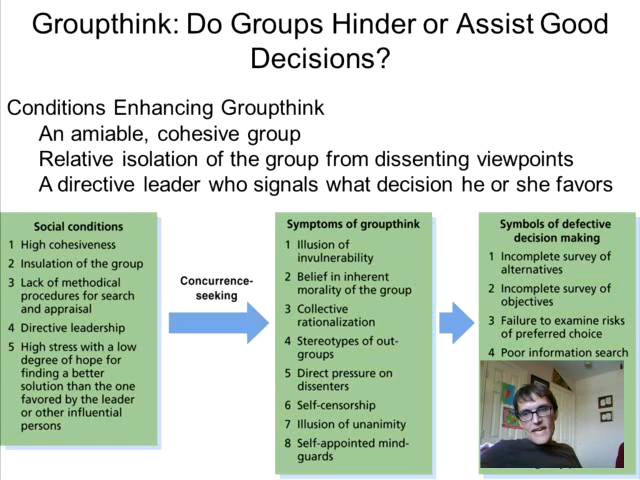 Groupthink: Do Groups Hinder or Assist Good
Decisions?
Conditions Enhancing Groupthink
An amiable, cohesive group
Relative isolation of the group from dissenting viewpoints
A directive leader who signals what decision he or she favors
Social conditions
1 High cohesiveness
2 Insulation of the group
3 Lack of methodical
procedures for search
and appraisal
4 Directive leadership
5 High stress with a low
degree of hope for
finding a better
solution than the one
favored by the leader
or other influential
persons
Concurrence-
seeking
Symptoms of groupthink
1 Illusion of
invulnerability
2 Belief in inherent
morality of the group
3 Collective
rationalization
4 Stereotypes of out-
groups
5 Direct pressure on
dissenters
6 Self-censorship
7 Illusion of unanimity
8 Self-appointed mind-
guards
Symbols of defective
decision making
1 Incomplete survey of
alternatives
2 Incomplete survey of
objectives
3 Failure to examine risks
of preferred choice
4 Poor information search